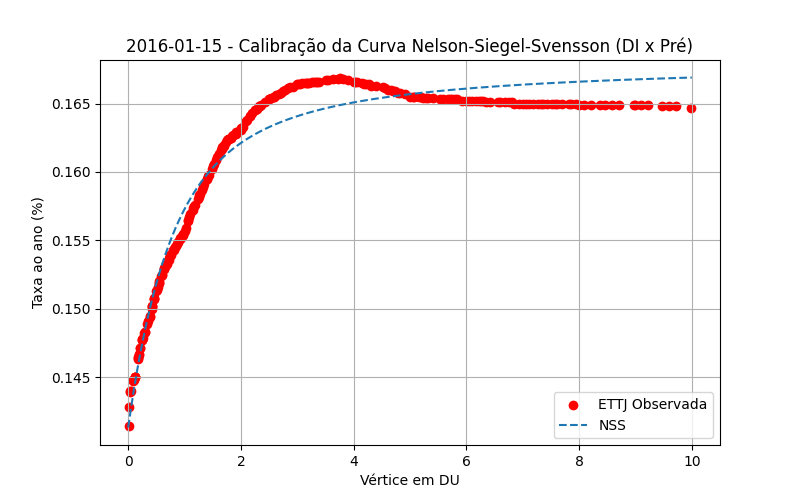 2016-01-15 - Calibração da Curva Nelson-Siegel-Svensson (DI x Pré)
0.165
0.160
0.155
0.150
0.145
Taxa ao ano (%)
ETTJ Observada
NSS
0 2 4 6 8 10
Vértice em DU